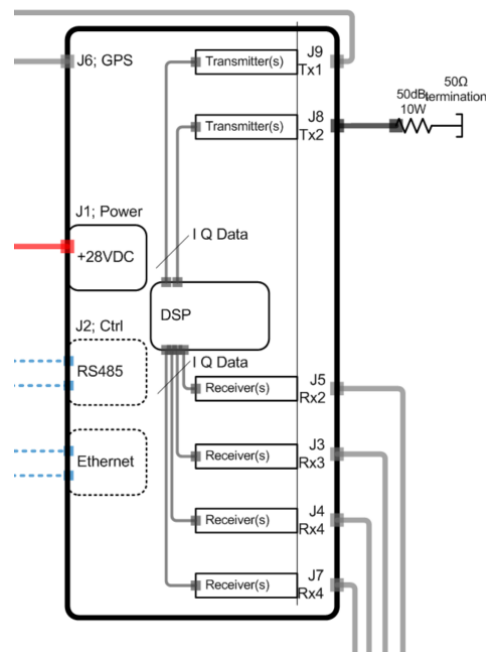 J6; GPS
J9
Transmitter(s)
Tx1
J8
Transmitter(s)
Tx2
50Ω
50dB termination
10W
J1; Power
+28VDC
I Q Data
DSP
J2; Ctrl
RS485
I Q Data
J5
Receiver(s)
Rx2
Ethernet
J3
Receiver(s)
Rx3
J4
Receiver(s)
Rx4
J7
Receiver(s)
Rx4